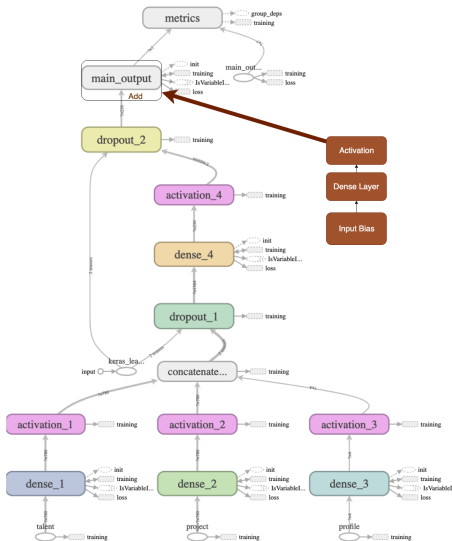 metrics
group_deps
training
main_output
init
training
IsVariableI...
loss
Add
main_out...
training
loss
dropout_2
training
Activation
Dense Layer
Input Bias
activation_4
training
dense_4
init
training
IsVariableI...
loss
dropout_1
training
input
keras_lea...
concatenate...
training
activation_1
training
activation_2
training
activation_3
training
dense_1
init
training
IsVariableI...
loss
dense_2
init
training
IsVariableI...
loss
dense_3
init
training
IsVariableI...
loss
talent
training
project
training
profile
training